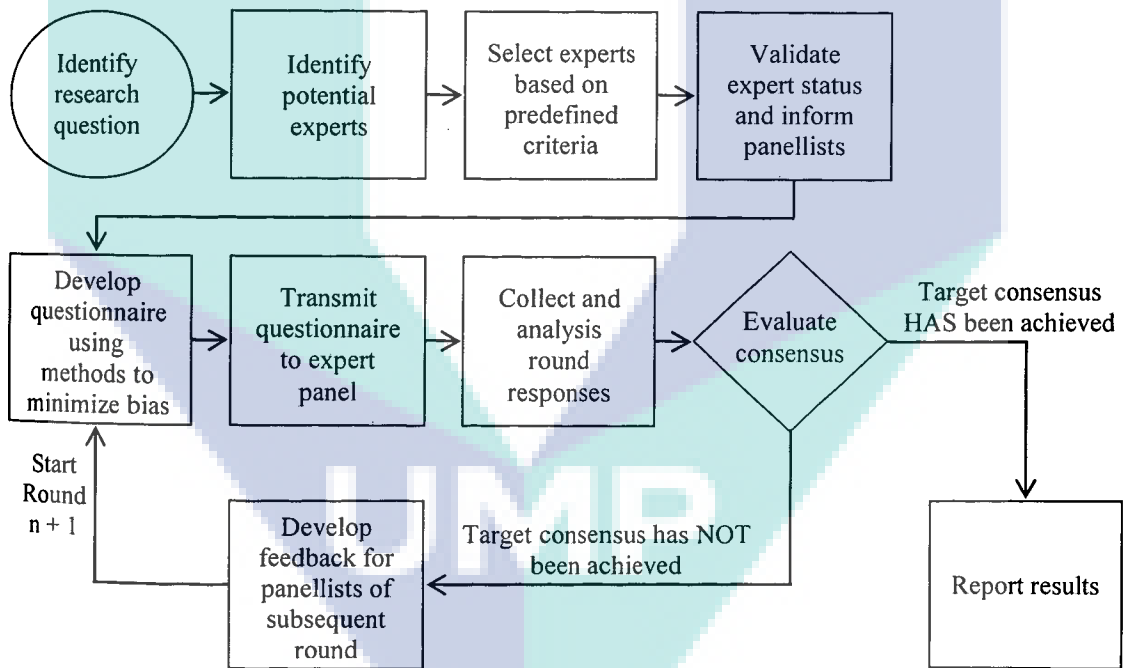 Identify
research
question
Identify
potential
experts
Select experts
based on
predefined
criteria
Validate
expert status
and inform
panellists
Develop
questionnaire
using
methods to
minimize bias
Transmit
questionnaire
to expert
panel
Collect and
analysis
round
responses
Evaluate
consensus
Target consensus
HAS been achieved
Start
Round
n + 1
Develop
feedback for
panellists of
subsequent
round
Target consensus has NOT
been achieved
Report results
UMP